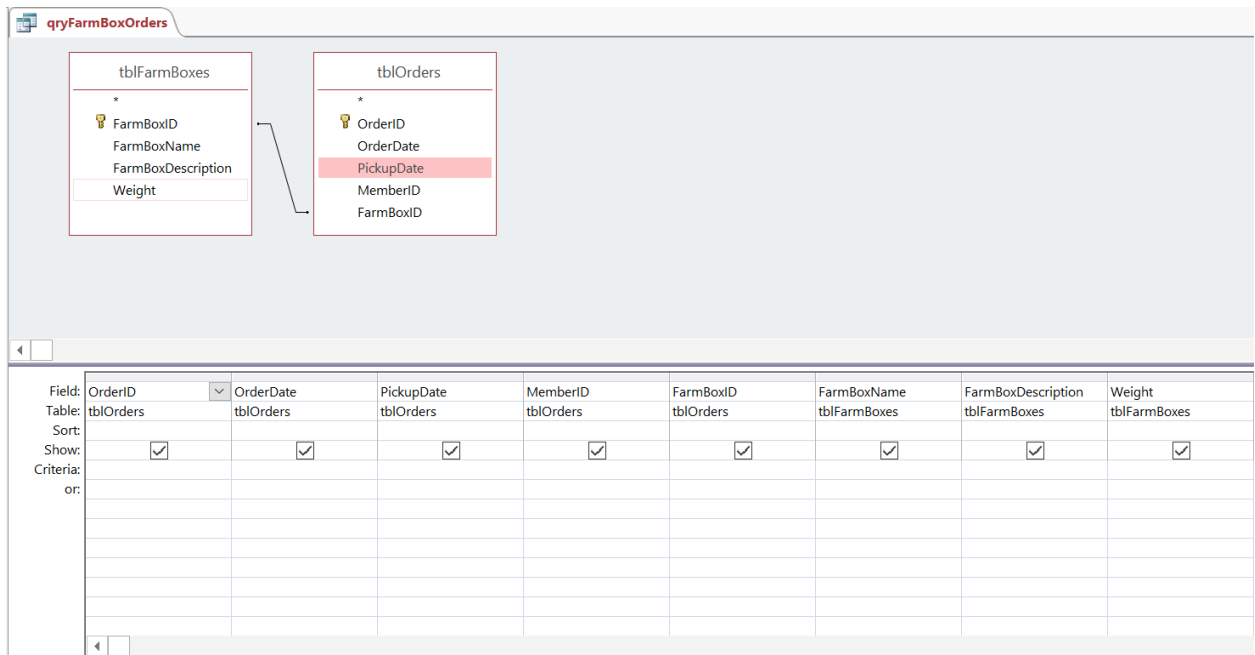 qryFarmBoxOrders
tblFarmBoxes
*
FarmBoxID
FarmBoxName
FarmBoxDescription
Weight
tblOrders
*
OrderID
OrderDate
PickupDate
MemberID
FarmBoxID
Field: OrderID OrderDate PickupDate MemberID FarmBoxID FarmBoxName FarmBoxDescription Weight
Table: tblOrders tblOrders tblOrders tblOrders tblOrders tblFarmBoxes tblFarmBoxes tblFarmBoxes
Sort:
Show:
Criteria:
or: